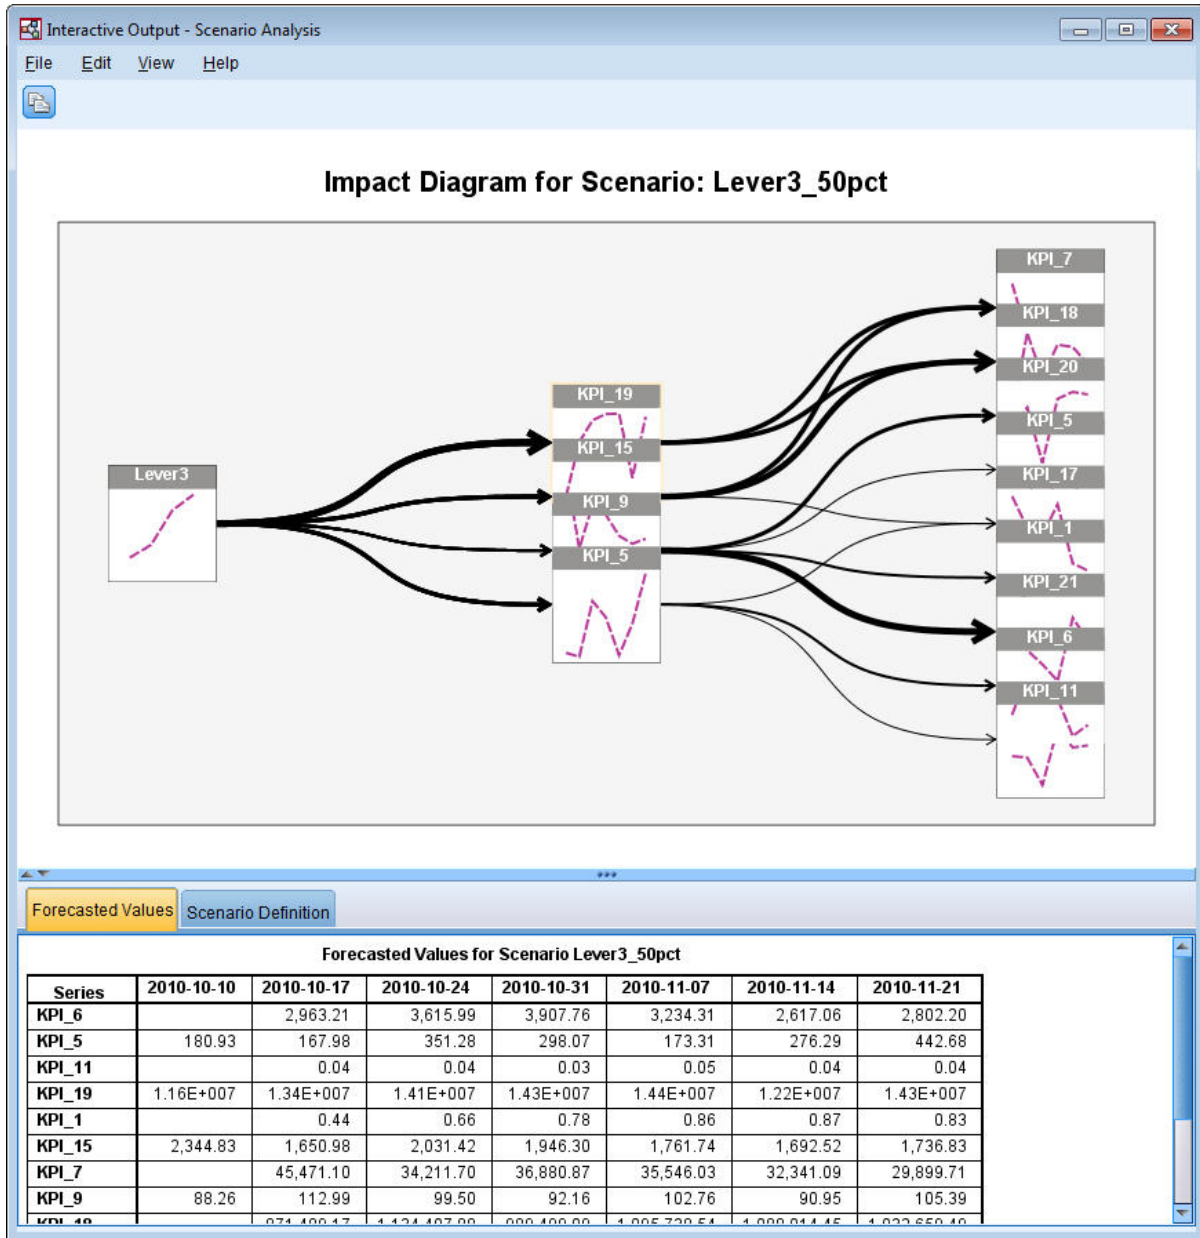 Interactive Output - Scenario Analysis
File Edit View Help
Impact Diagram for Scenario: Lever3_50pct
KPI_7
KPI_18
KPI_20
KPI_19
KPI_5
KPI_15
Lever3
KPI_17
KPI_9
KPI_1
KPI_5
KPI_21
KPI_6
KPI_11
Forecasted Values Scenario Definition
Forecasted Values for Scenario Lever3_50pct
Series 2010-10-10 2010-10-17 2010-10-24 2010-10-31 2010-11-07 2010-11-14 2010-11-21
KPI_6 2,963.21 3,615.99 3,907.76 3,234.31 2,617.06 2,802.20
KPI_5 180.93 167.98 351.28 298.07 173.31 276.29 442.68
KPI_11 0.04 0.04 0.03 0.05 0.04 0.04
KPI_19 1.16E+007 1.34E+007 1.41E+007 1.43E+007 1.44E+007 1.22E+007 1.43E+007
KPI_1 0.44 0.66 0.78 0.86 0.87 0.83
KPI_15 2,344.83 1,650.98 2,031.42 1,946.30 1,761.74 1,692.52 1,736.83
KPI_7 45,471.10 34,211.70 36,880.87 35,546.03 32,341.09 29,899.71
KPI_9 88.26 112.99 99.50 92.16 102.76 90.95 105.39
KPI_18